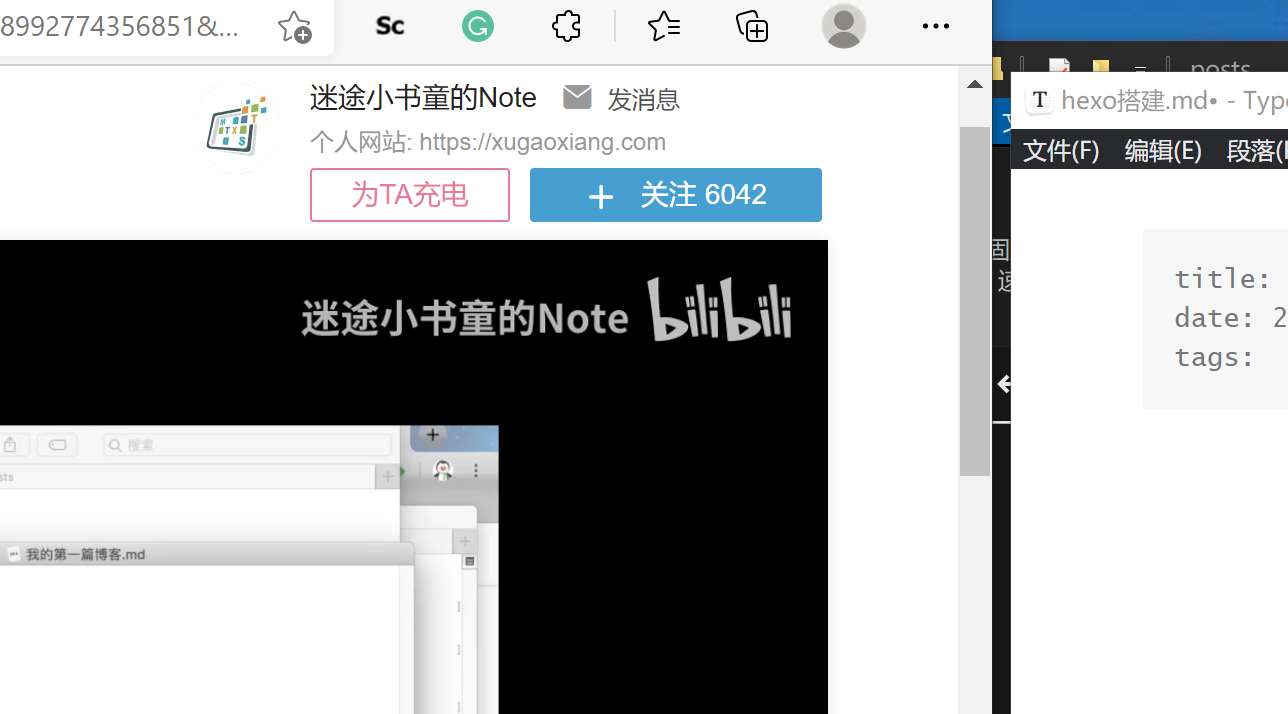 8992774356851&...
Sc
迷途小书童的Note 发消息
个人网站: https://xugaoxiang.com
为TA充电
+ 关注 6042
迷途小书童的Note bilibili
搜索
sts
我的第一篇博客.md
posts
T hexo搭建.md• - Typ
文件(F) 编辑(E) 段落(
title:
date: 2
tags: